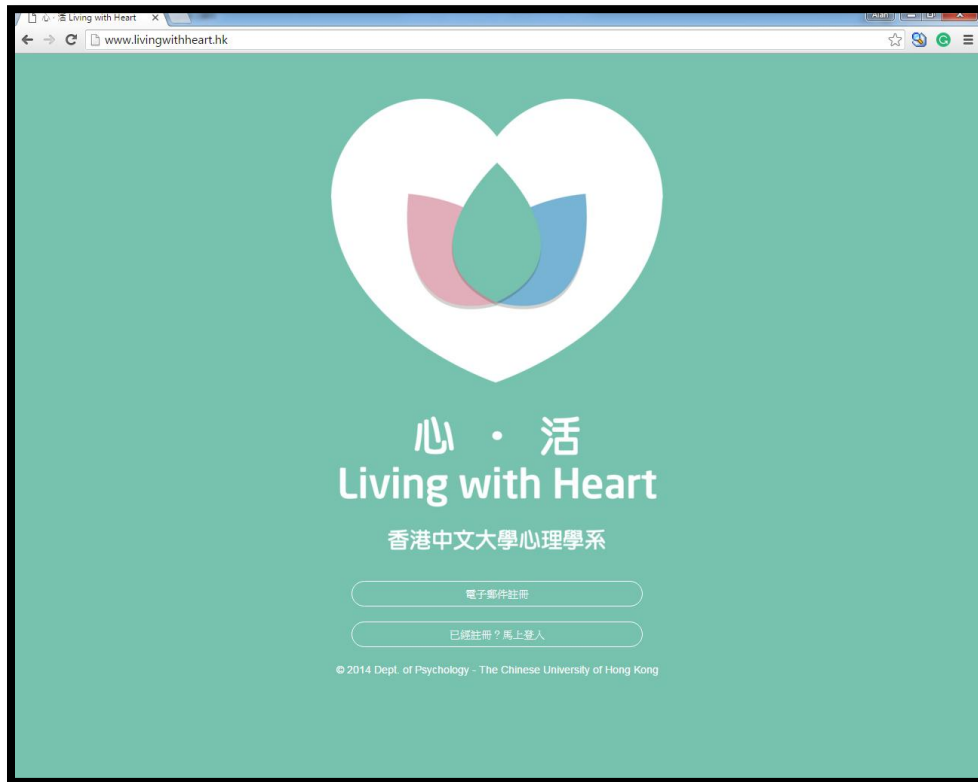 心 · 活 Living with Heart
Alan
www.livingwithheart.hk
心 · 活
Living with Heart
香港中文大學心理學系
電子郵件註冊
已經註冊？馬上登人
© 2014 Dept. of Psychology - The Chinese University of Hong Kong